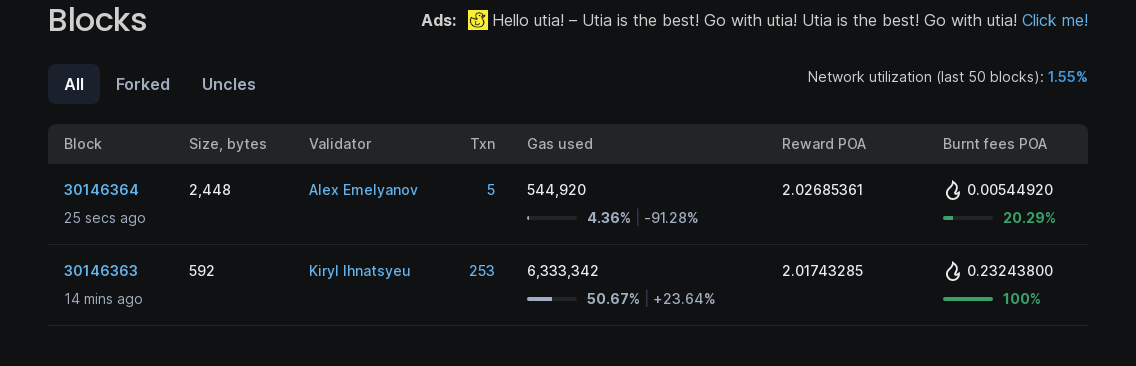 Blocks
Ads: Hello utia! – Utia is the best! Go with utia! Utia is the best! Go with utia! Click me!
All Forked Uncles
Network utilization (last 50 blocks): 1.55%
Block Size, bytes Validator Txn Gas used Reward POA Burnt fees POA
30146364 2,448 Alex Emelyanov 5 544,920 2.02685361 0.00544920
25 secs ago 4.36% | -91.28% 20.29%
30146363 592 Kiryl Ihnatsyeu 253 6,333,342 2.01743285 0.23243800
14 mins ago 50.67% | +23.64% 100%